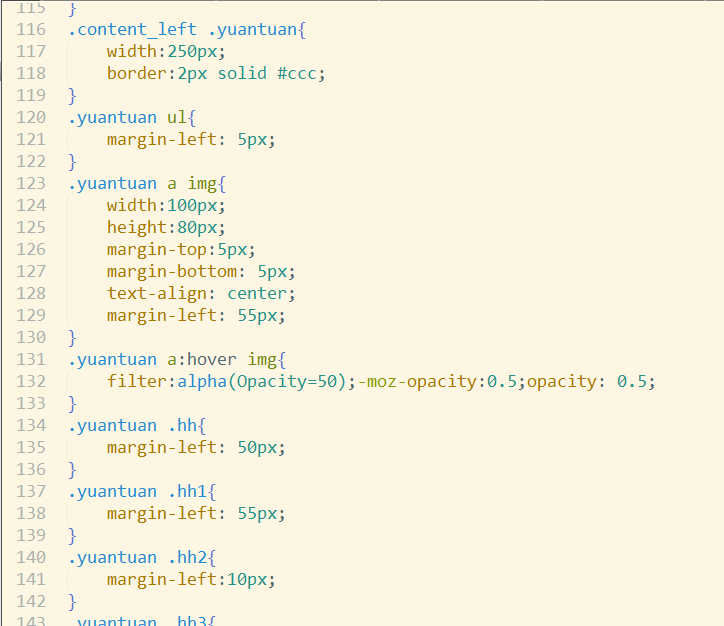 115 }
116 .content_left .yuantuan{
117 width:250px;
118 border:2px solid #ccc;
119 }
120 .yuantuan ul{
121 margin-left: 5px;
122 }
123 .yuantuan a img{
124 width:100px;
125 height:80px;
126 margin-top:5px;
127 margin-bottom: 5px;
128 text-align: center;
129 margin-left: 55px;
130 }
131 .yuantuan a:hover img{
132 filter:alpha(Opacity=50);-moz-opacity:0.5;opacity: 0.5;
133 }
134 .yuantuan .hh{
135 margin-left: 50px;
136 }
137 .yuantuan .hh1{
138 margin-left: 55px;
139 }
140 .yuantuan .hh2{
141 margin-left:10px;
142 }
143 .yuantuan .hh3{